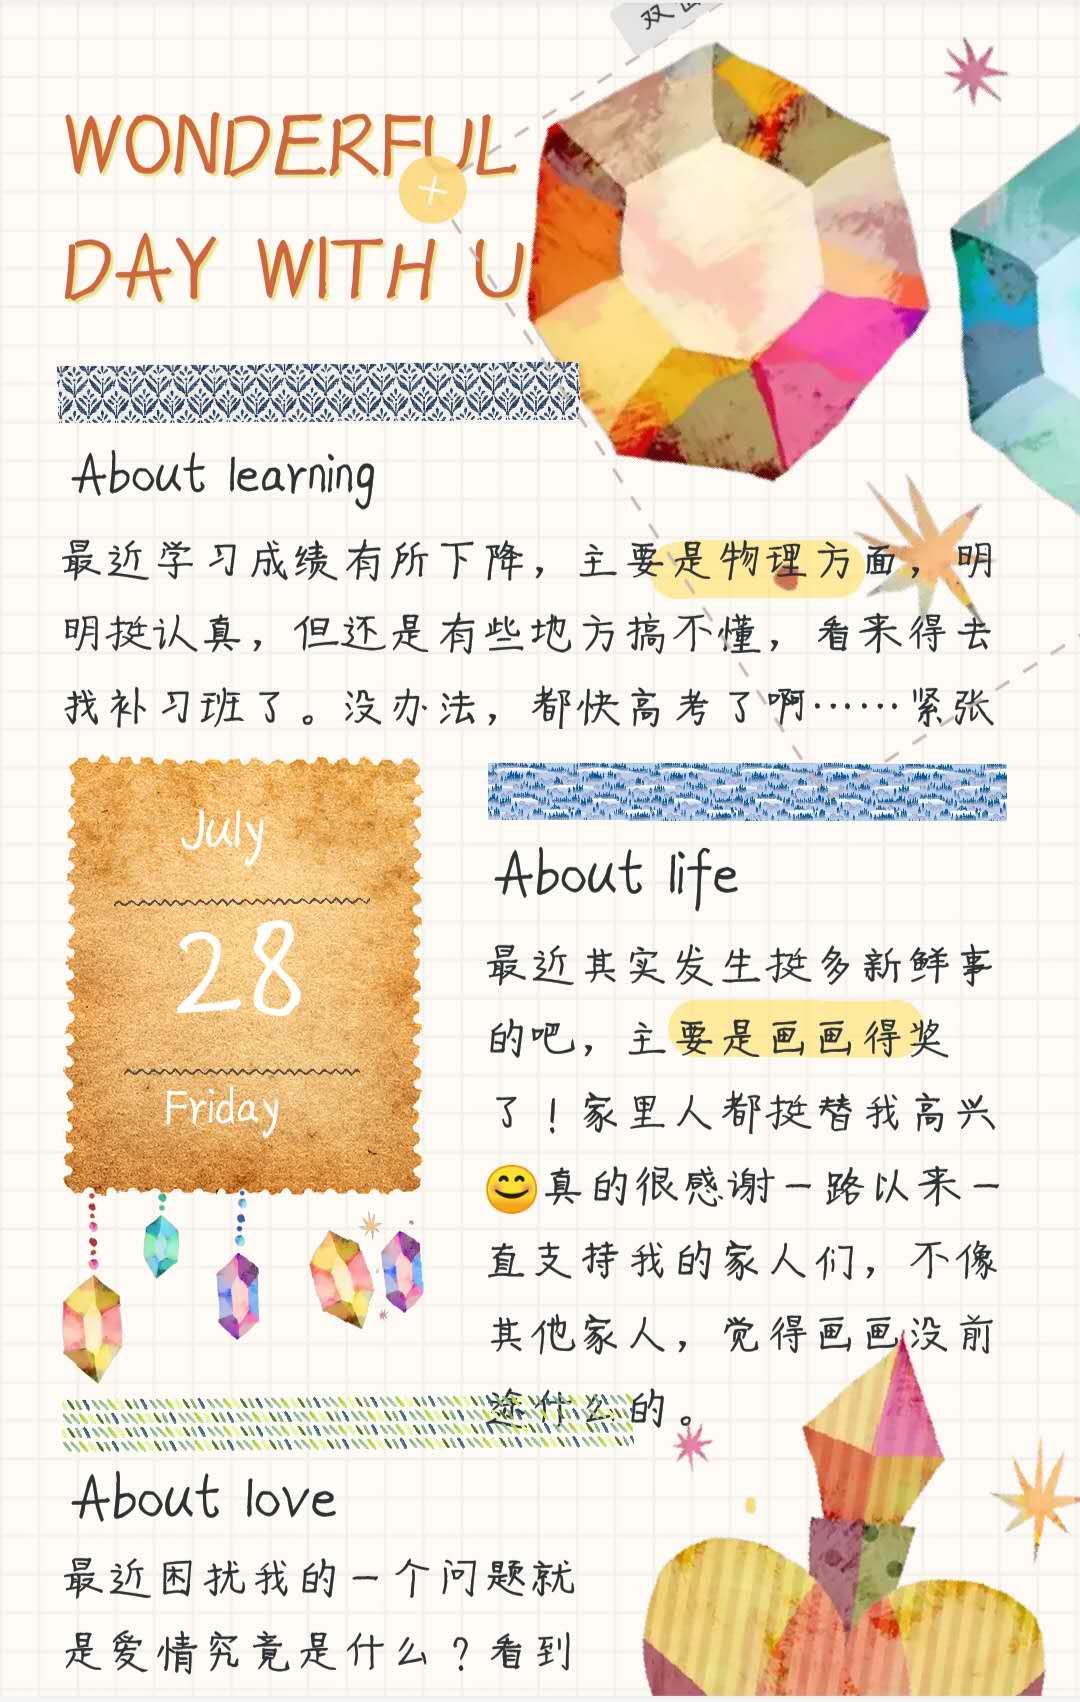 双
WONDERFUL
DAY WITH U
About learning
最近学习成绩有所下降，主要是物理方面，明
明挺认真，但还是有些地方搞不懂，看来得去
找补习班了。没办法，都快高考了啊……紧张
July
28
Friday
About life
最近其实发生挺多新鲜事
的吧，主要是画画得奖
了！家里人都挺替我高兴
😊真的很感谢一路以来一
直支持我的家人们，不像
其他家人，觉得画画没前
途什么的。
About love
最近困扰我的一个问题就
是爱情究竟是什么？看到